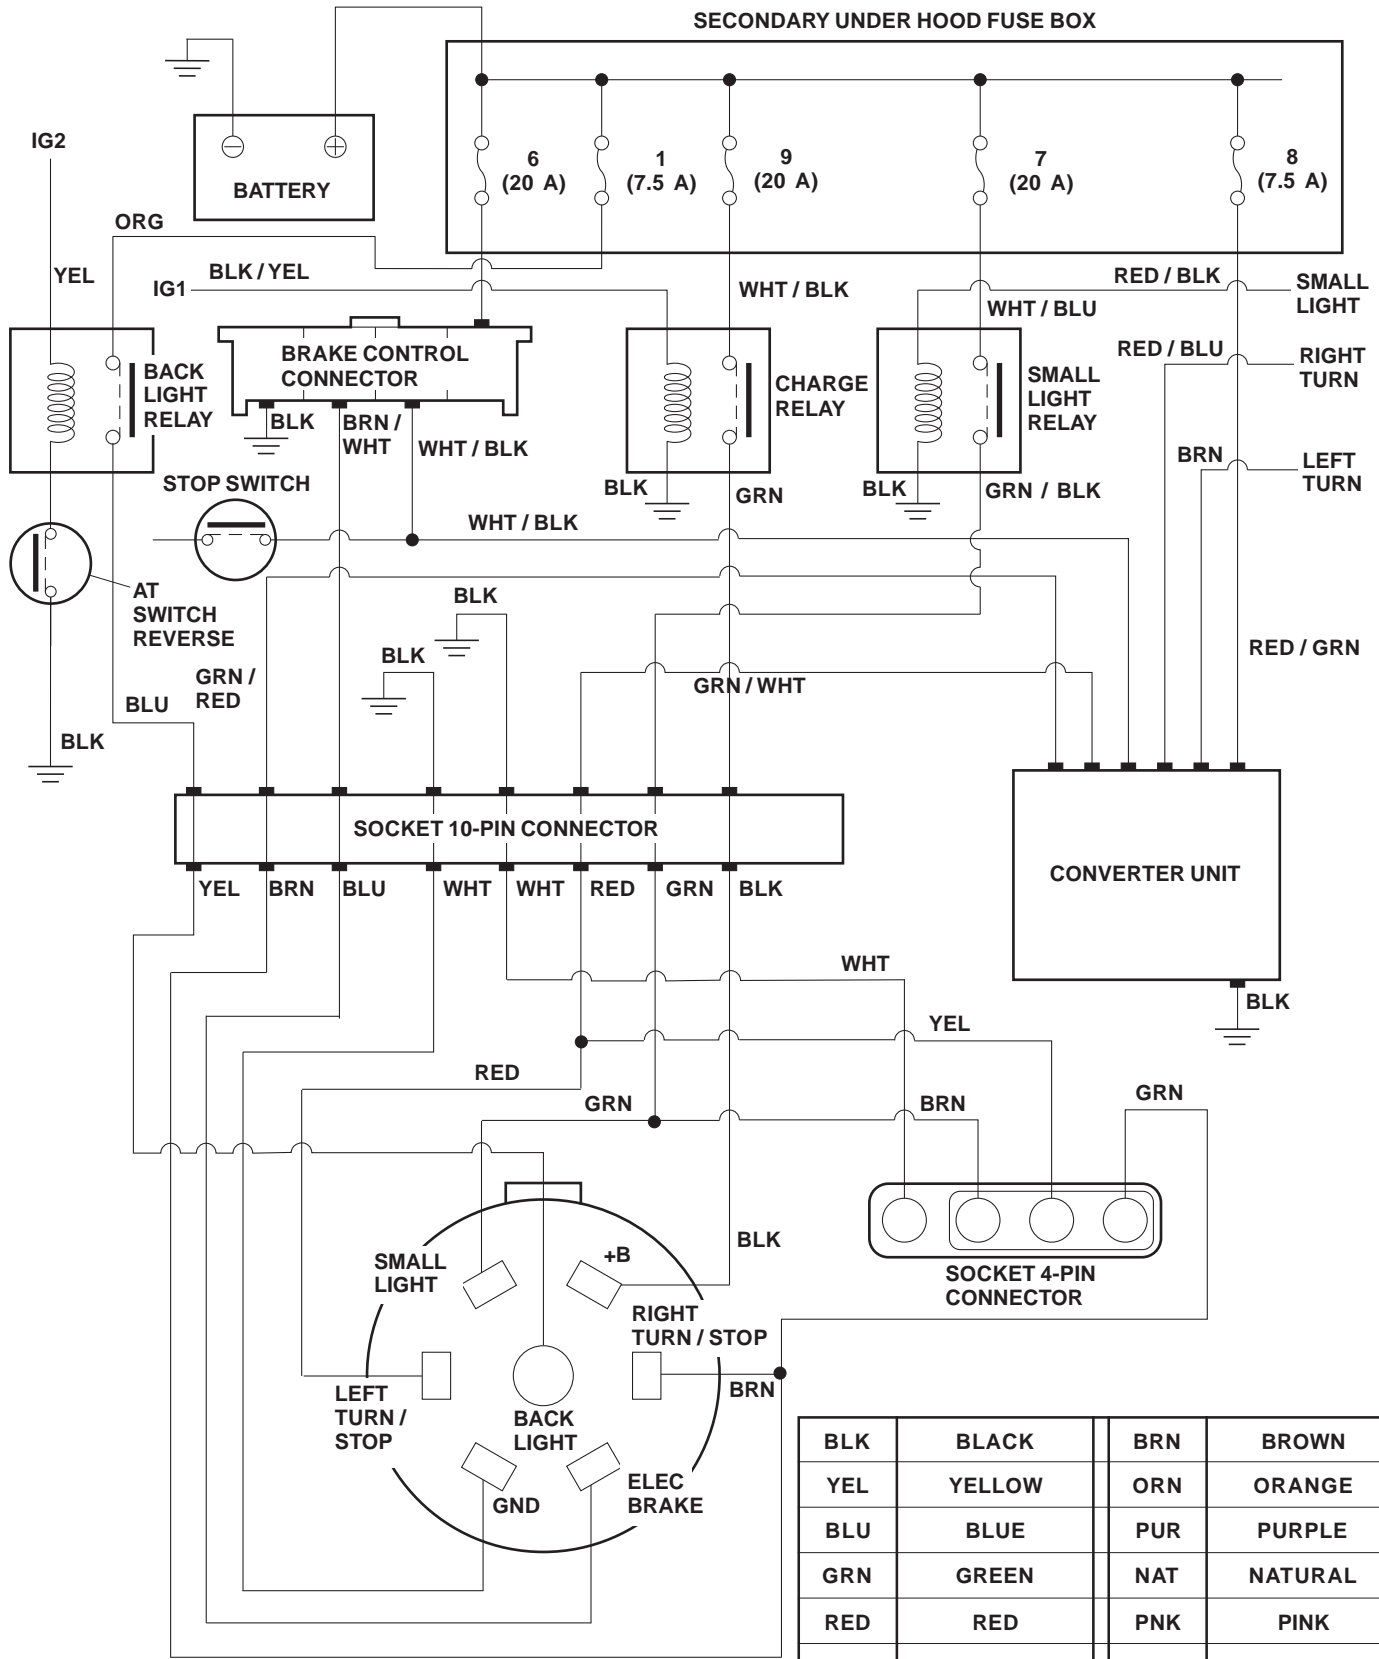 SECONDARY UNDER HOOD FUSE BOX
IG2
BATTERY
6
(20 A)
1
(7.5 A)
9
(20 A)
7
(20 A)
8
(7.5 A)
ORG
YEL
BLK / YEL
IG1
WHT / BLK
RED / BLK
SMALL
LIGHT
WHT / BLU
BACK
LIGHT
RELAY
BRAKE CONTROL
CONNECTOR
CHARGE
RELAY
SMALL
LIGHT
RELAY
RED / BLU
RIGHT
TURN
BLK
BRN /
WHT
WHT / BLK
BRN
LEFT
TURN
STOP SWITCH
BLK
GRN
BLK
GRN / BLK
WHT / BLK
AT
SWITCH
REVERSE
BLK
BLK
GRN /
RED
GRN / WHT
RED / GRN
BLU
BLK
SOCKET 10-PIN CONNECTOR
CONVERTER UNIT
YEL
BRN
BLU
WHT
WHT
RED
GRN
BLK
WHT
BLK
YEL
RED
GRN
BRN
GRN
BLK
SMALL
LIGHT
+B
SOCKET 4-PIN
CONNECTOR
RIGHT
TURN / STOP
BRN
LEFT
TURN /
STOP
BACK
LIGHT
GND
ELEC
BRAKE
BLK BLACK BRN BROWN
YEL YELLOW ORN ORANGE
BLU BLUE PUR PURPLE
GRN GREEN NAT NATURAL
RED RED PNK PINK